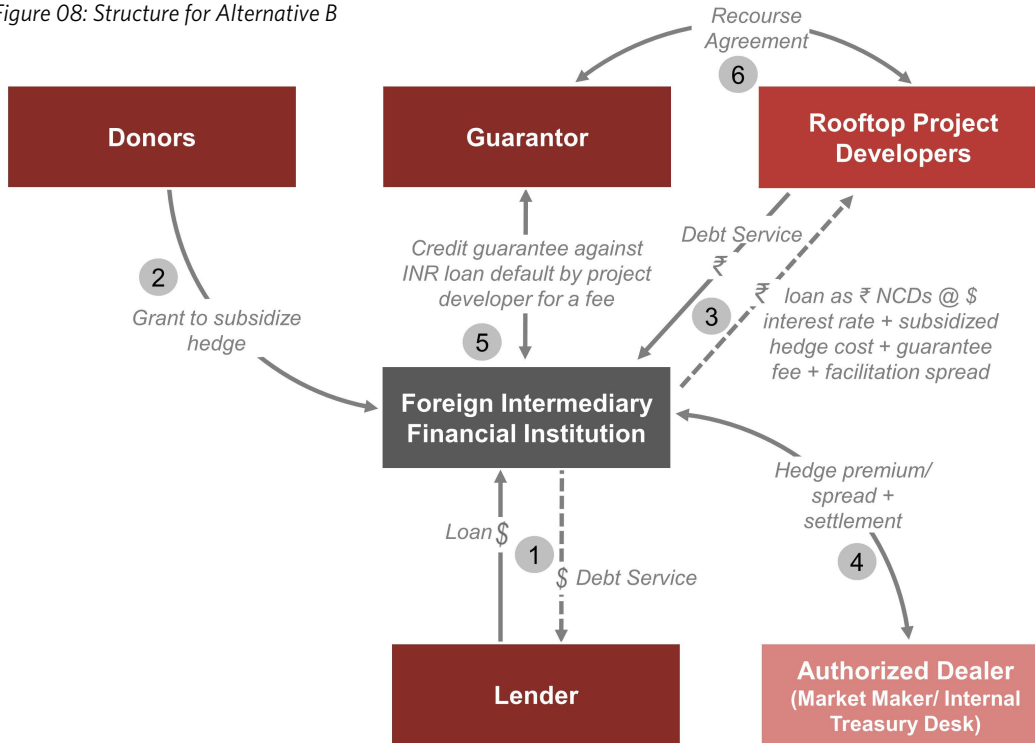 Figure 08: Structure for Alternative B
Recourse
Agreement
6
Donors
Guarantor
Rooftop Project
Developers
2
Grant to subsidize
hedge
Credit guarantee against
INR loan default by project
developer for a fee
5
Debt Service
₹
3
₹ loan as ₹ NCDs @ $
interest rate + subsidized
hedge cost + guarantee
fee + facilitation spread
Foreign Intermediary
Financial Institution
Hedge premium/
spread +
settlement
4
Loan $
1
$ Debt Service
Lender
Authorized Dealer
(Market Maker/ Internal
Treasury Desk)